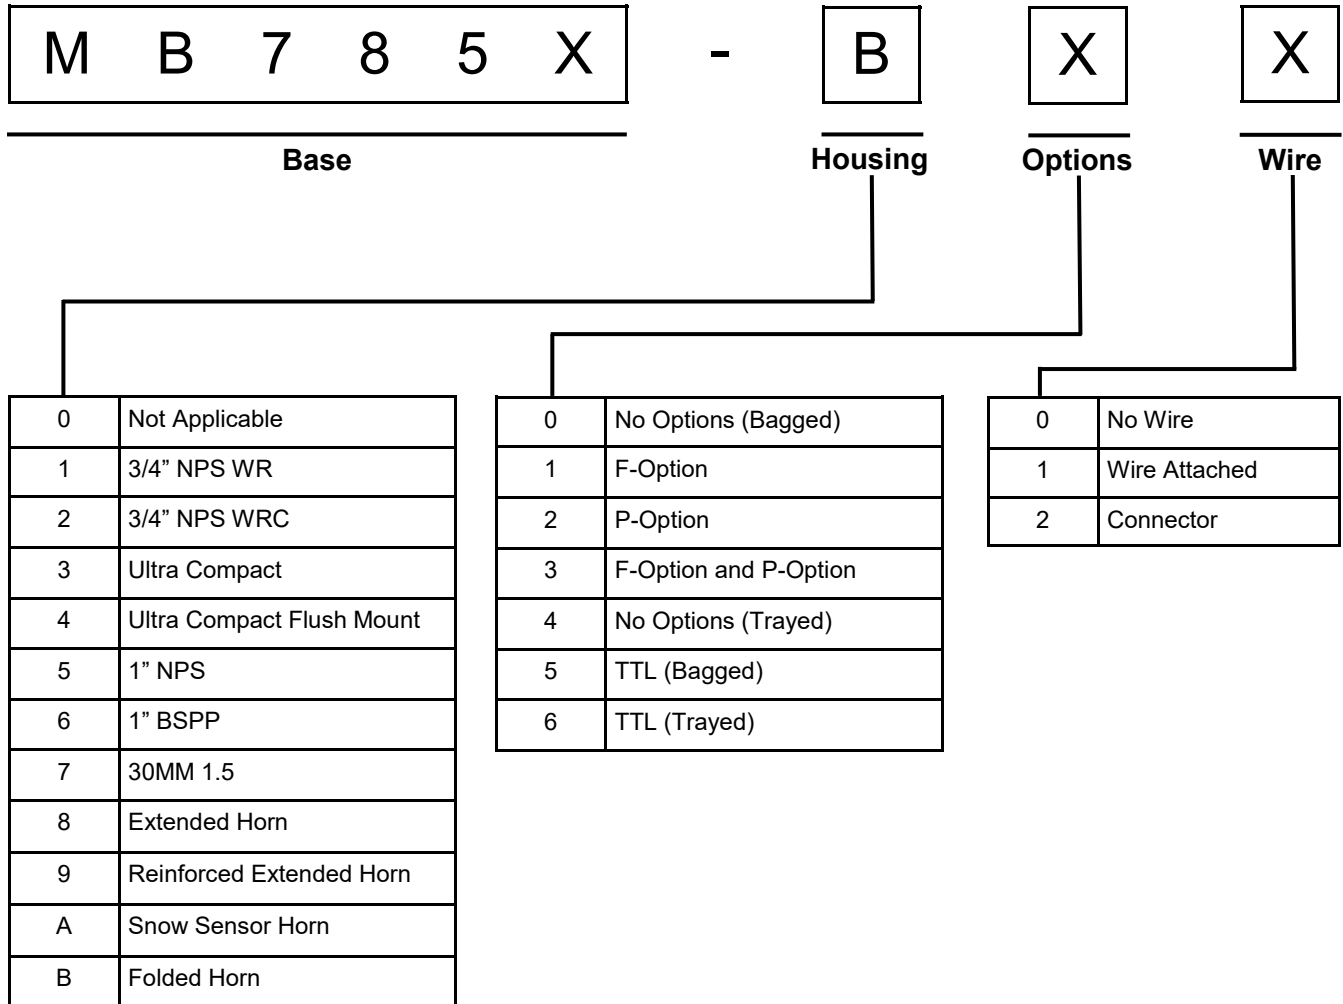 M B 7 8 5 X - B X X
Base Housing Options Wire
0 Not Applicable
1 3/4” NPS WR
2 3/4” NPS WRC
3 Ultra Compact
4 Ultra Compact Flush Mount
5 1” NPS
6 1” BSPP
7 30MM 1.5
8 Extended Horn
9 Reinforced Extended Horn
A Snow Sensor Horn
B Folded Horn
0 No Options (Bagged)
1 F-Option
2 P-Option
3 F-Option and P-Option
4 No Options (Trayed)
5 TTL (Bagged)
6 TTL (Trayed)
0 No Wire
1 Wire Attached
2 Connector